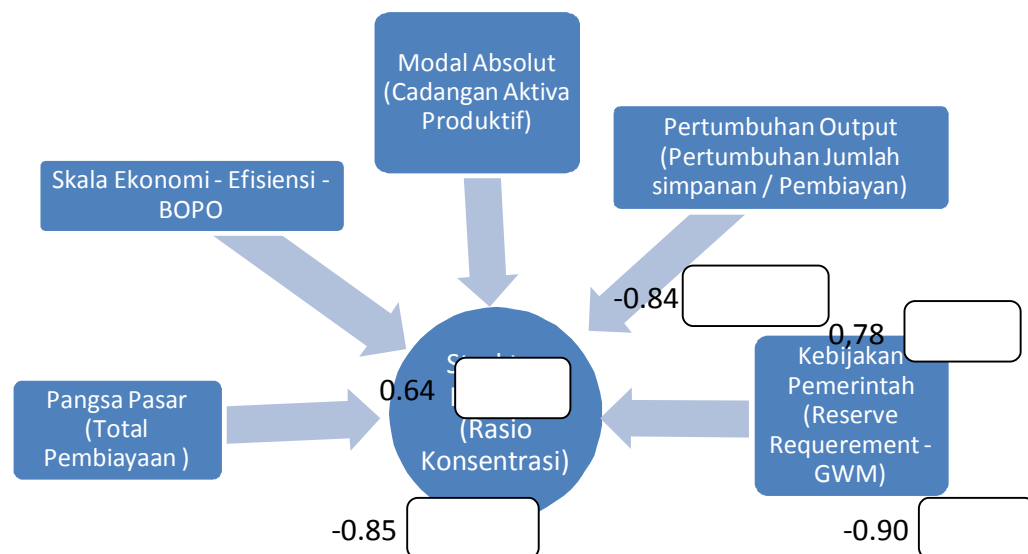 Modal Absolut
(Cadangan Aktiva
Produktif)
Pertumbuhan Output
(Pertumbuhan Jumlah
simpanan / Pembiayan)
Skala Ekonomi - Efisiensi -
BOPO
-0.84
0,78
Kebijakan
Pemerintah
(Reserve
Requerement -
GWM)
0.64
(Rasio
Konsentrasi)
Pangsa Pasar
(Total
Pembiayaan )
-0.85
-0.90